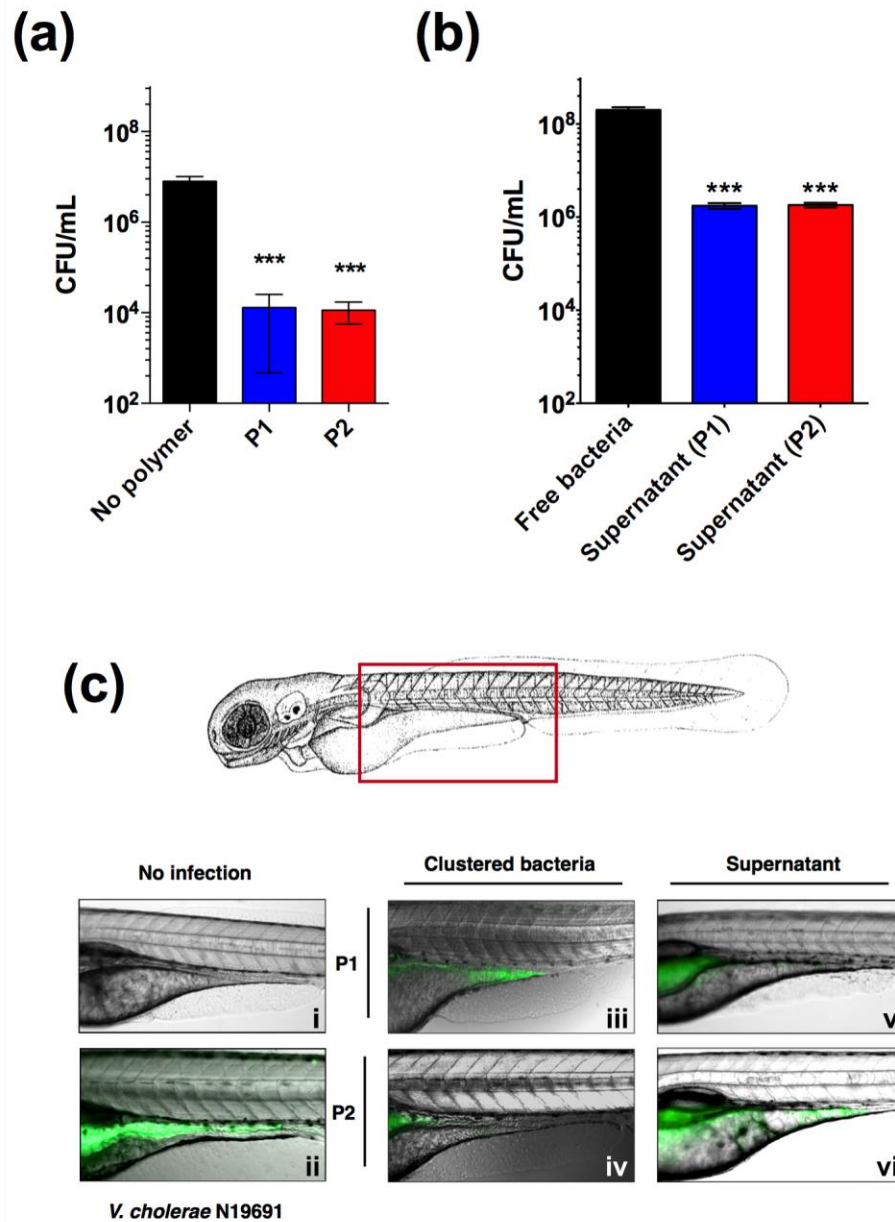 (a)
(b)
CFU/mL
10⁸
10⁶
10⁴
10²
***
***
No polymer
P1
P2
CFU/mL
10⁸
10⁶
10⁴
10²
***
***
Free bacteria
Supernatant (P1)
Supernatant (P2)
(c)
No infection
Clustered bacteria
Supernatant
P1
i
iii
v
P2
ii
iv
vi
V. cholerae N19691